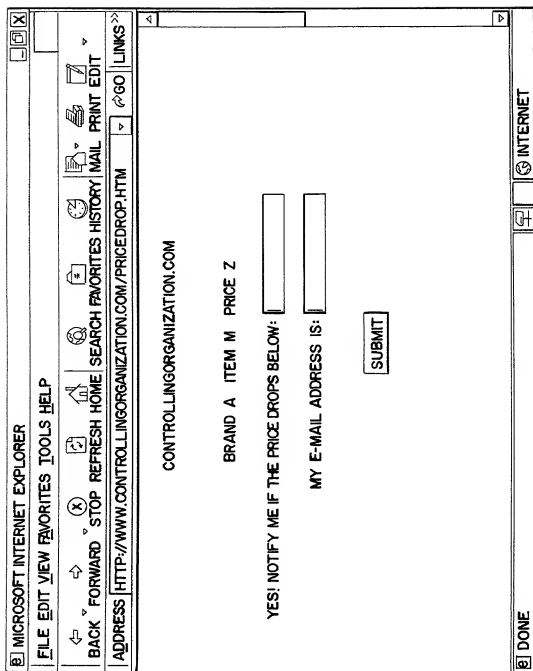 MICROSOFT INTERNET EXPLORER
FILE EDIT VIEW FAVORITES TOOLS HELP
BACK FORWARD STOP REFRESH HOME SEARCH FAVORITES HISTORY MAIL PRINT EDIT
ADDRESS HTTP://WWW.CONTROLLINGORGANIZATION.COM/PRICEDROP.HTM GO LINKS >>
CONTROLLINGORGANIZATION.COM
BRAND A ITEM M PRICE Z
YES! NOTIFY ME IF THE PRICE DROPS BELOW:
MY E-MAIL ADDRESS IS:
SUBMIT
DONE INTERNET